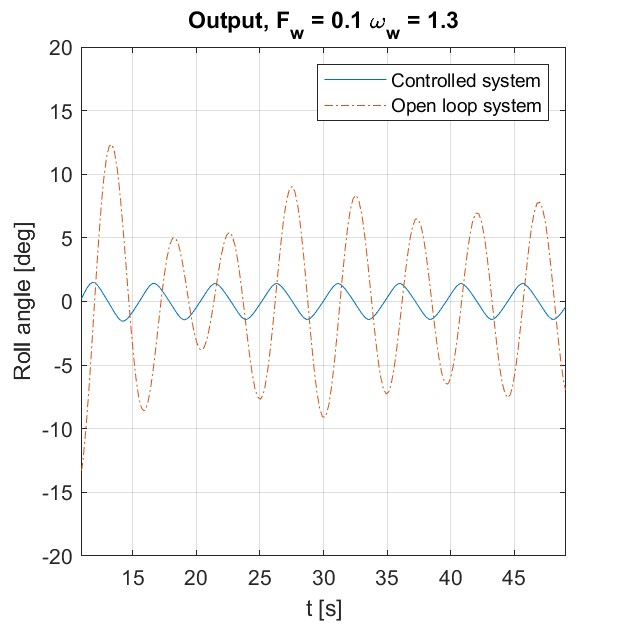 Output, F_w = 0.1 ω_w = 1.3
Controlled system
Open loop system
Roll angle [deg]
20
15
10
5
0
-5
-10
-15
-20
15 20 25 30 35 40 45
t [s]